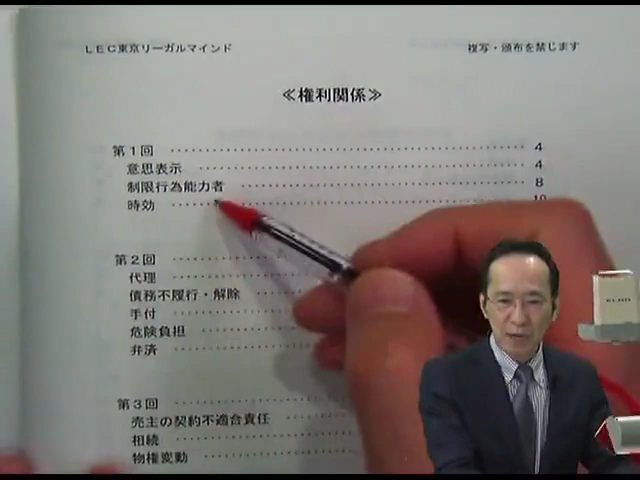 LEC東京リーガルマインド 複写・頒布を禁じます
≪権利関係≫
第1回 4
意思表示 4
制限行為能力者 8
時効 10
第2回
代理
債務不履行・解除
手付
危険負担
弁済
第3回
売主の契約不適合責任
相続
物権変動